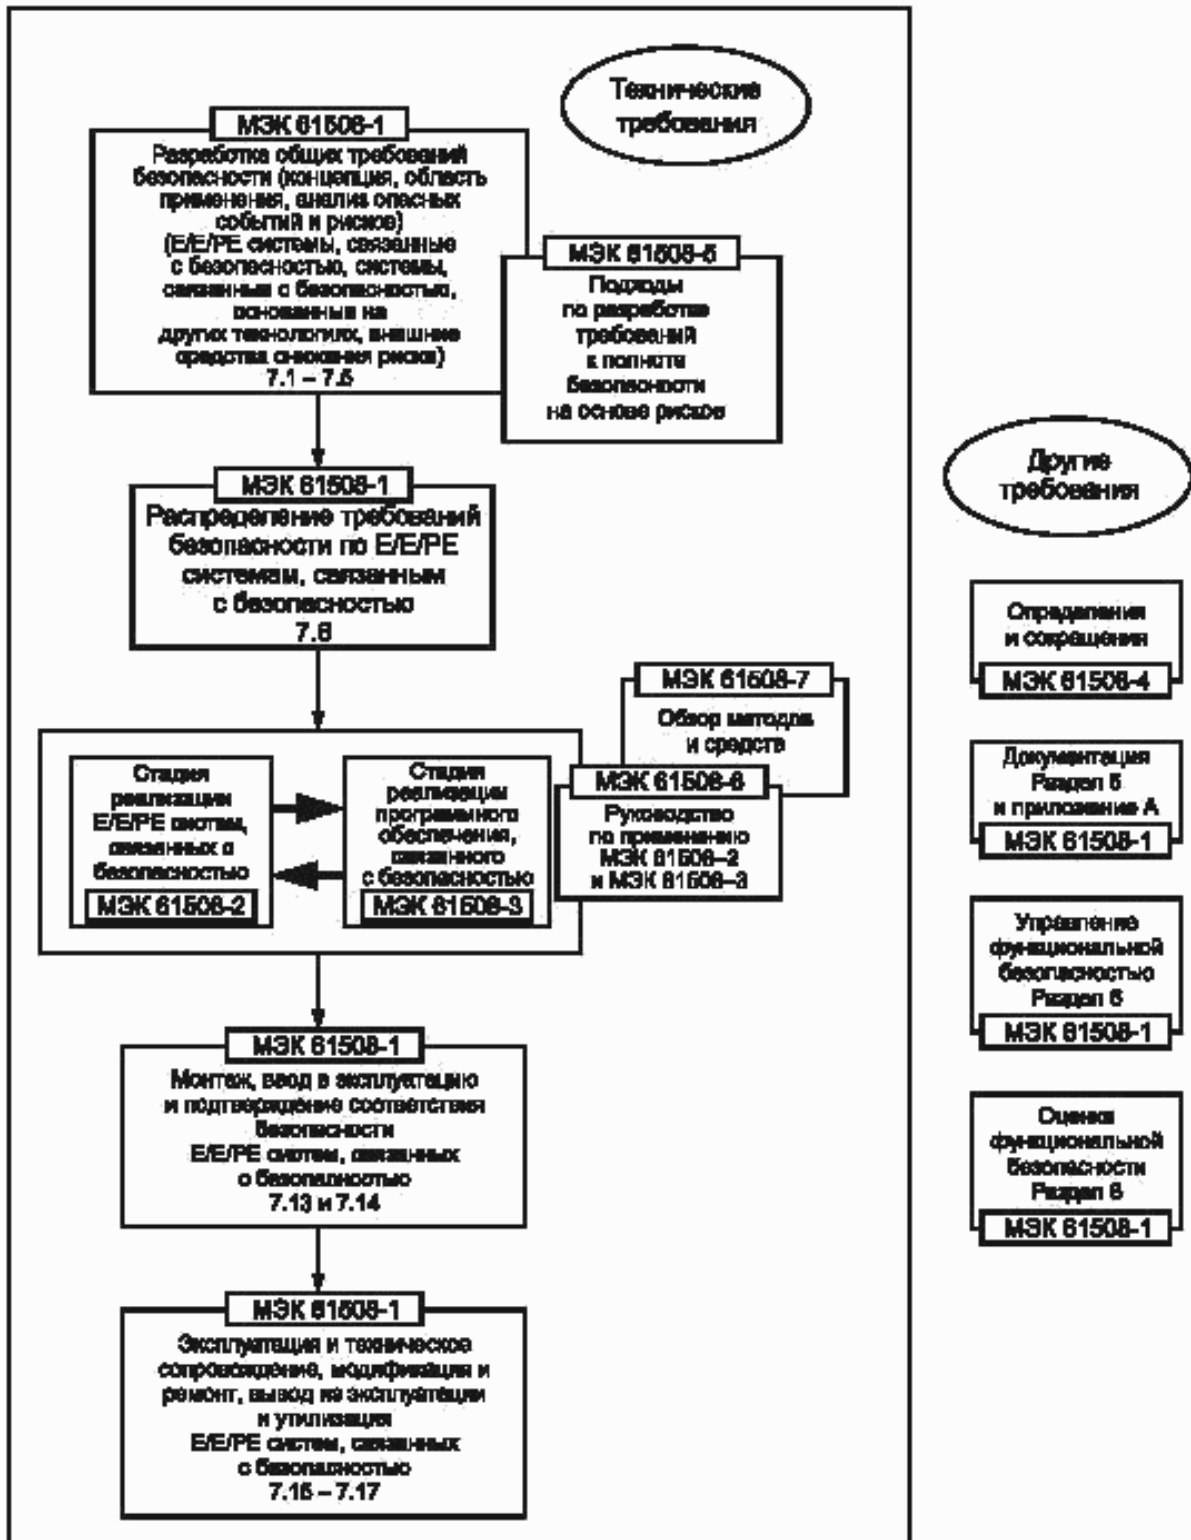 Технические
требования
МЭК 61508-1
Разработка общих требований
безопасности (концепция, область
применения, анализ опасных
событий и рисков)
(E/E/PE системы, связанные
с безопасностью, системы,
связанные с безопасностью,
основанные на
других технологиях, внешние
средства снижения риска)
7.1 – 7.5
МЭК 61508-5
Подходы
по разработке
требований
к полноте
безопасности
на основе рисков
МЭК 61508-1
Распределение требований
безопасности по E/E/PE
системам, связанным
с безопасностью
7.6
МЭК 61508-7
Обзор методов
и средств
МЭК 61508-6
Руководство
по применению
МЭК 61508–2
и МЭК 61508–3
Стадия
реализации
E/E/PE систем,
связанных с
безопасностью
МЭК 61508-2
Стадия
реализации
программного
обеспечения,
связанного
с безопасностью
МЭК 61508-3
МЭК 61508-1
Монтаж, ввод в эксплуатацию
и подтверждение соответствия
безопасности
E/E/PE систем, связанных
с безопасностью
7.13 и 7.14
МЭК 61508-1
Эксплуатация и техническое
сопровождение, модификация и
ремонт, вывод из эксплуатации
и утилизация
E/E/PE систем, связанных
с безопасностью
7.15 – 7.17
Другие
требования
Определения
и сокращения
МЭК 61508-4
Документация
Раздел 5
и приложение А
МЭК 61508-1
Управление
функциональной
безопасностью
Раздел 6
МЭК 61508-1
Оценка
функциональной
безопасности
Раздел 8
МЭК 61508-1